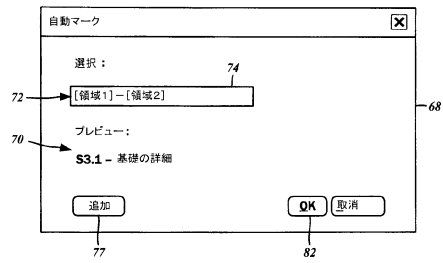 自動マーク
選択：
74
72
[領域1]－[領域2]
68
プレビュー：
70
S3.1 – 基礎の詳細
追加
OK
取消
77
82